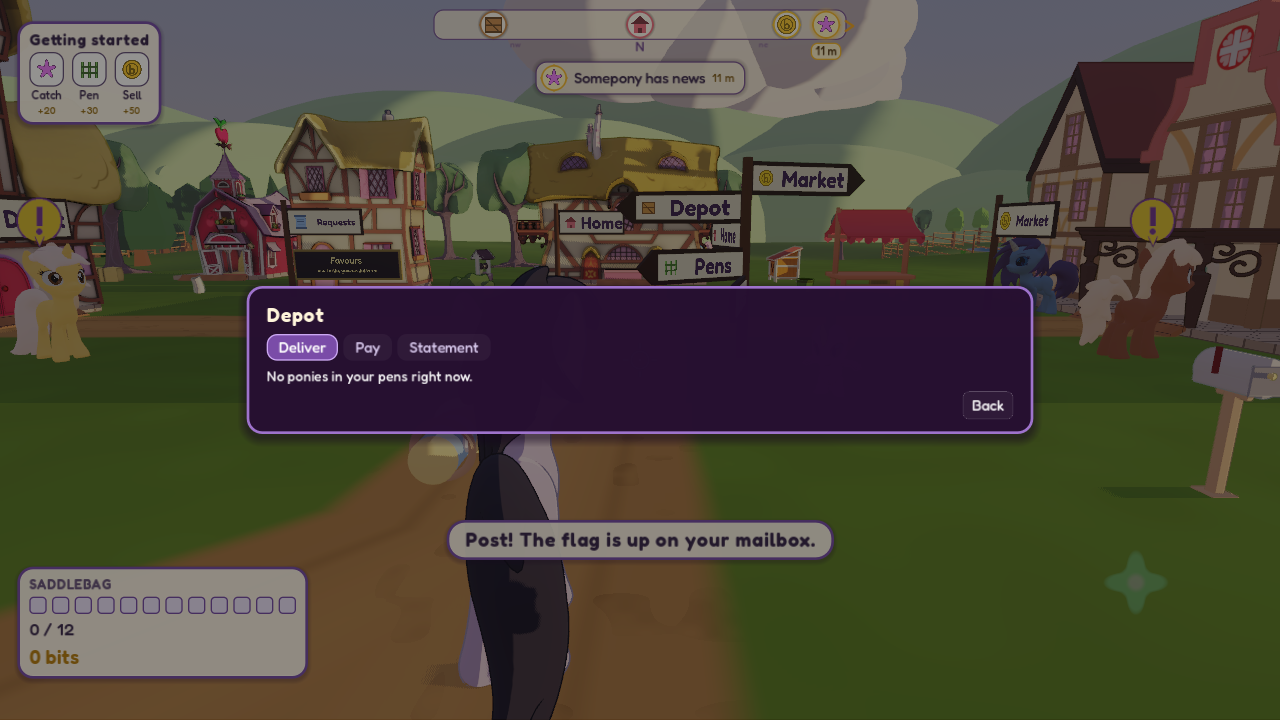 Getting started
Catch Pen Sell
+20 +30 +50
N
11 m
Somepony has news 11 m
Requests
Favours
Home
Depot
Market
Home
Pens
Market
Depot
Deliver Pay Statement
No ponies in your pens right now.
Back
Post! The flag is up on your mailbox.
SADDLEBAG
0 / 12
0 bits